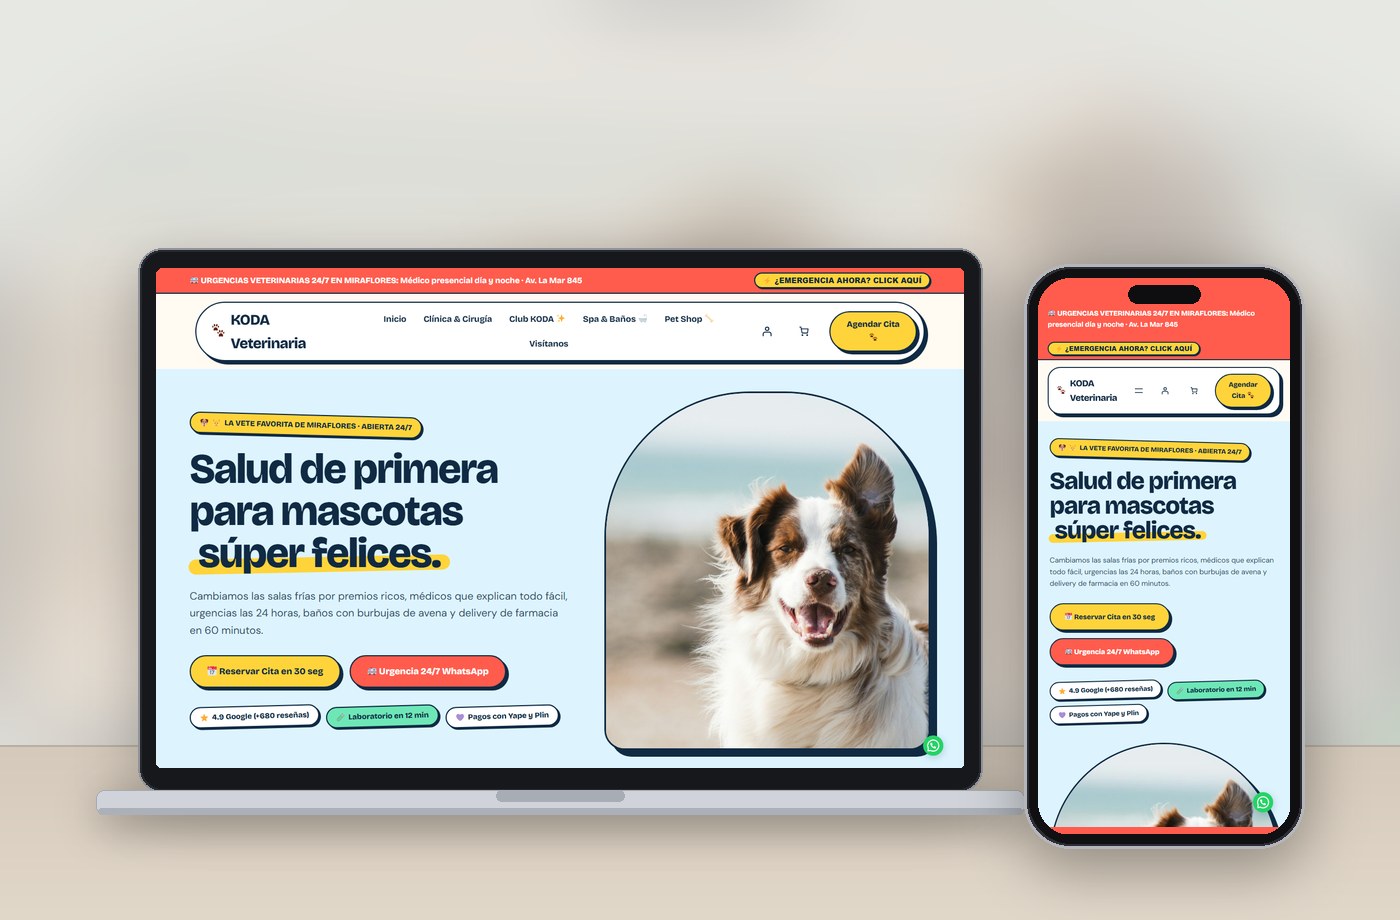 URGENCIAS VETERINARIAS 24/7 EN MIRAFLORES: Médico presencial día y noche · Av. La Mar 845
¿EMERGENCIA AHORA? CLICK AQUÍ
KODA
Veterinaria
Inicio
Clínica & Cirugía
Club KODA ✨
Spa & Baños 🛁
Pet Shop 🦴
Visítanos
Agendar Cita
🐾
LA VETE FAVORITA DE MIRAFLORES · ABIERTA 24/7
Salud de primera
para mascotas
súper felices.
Cambiamos las salas frías por premios ricos, médicos que explican todo fácil,
urgencias las 24 horas, baños con burbujas de avena y delivery de farmacia
en 60 minutos.
📅 Reservar Cita en 30 seg
Urgencia 24/7 WhatsApp
⭐ 4.9 Google (+680 reseñas)
Laboratorio en 12 min
💜 Pagos con Yape y Plin
URGENCIAS VETERINARIAS 24/7 EN MIRAFLORES: Médico
presencial día y noche · Av. La Mar 845
¿EMERGENCIA AHORA? CLICK AQUÍ
KODA
Veterinaria
Agendar
Cita 🐾
LA VETE FAVORITA DE MIRAFLORES · ABIERTA 24/7
Salud de primera
para mascotas
súper felices.
Cambiamos las salas frías por premios ricos, médicos que explican
todo fácil, urgencias las 24 horas, baños con burbujas de avena y
delivery de farmacia en 60 minutos.
📅 Reservar Cita en 30 seg
Urgencia 24/7 WhatsApp
⭐ 4.9 Google (+680 reseñas)
Laboratorio en 12 min
💜 Pagos con Yape y Plin